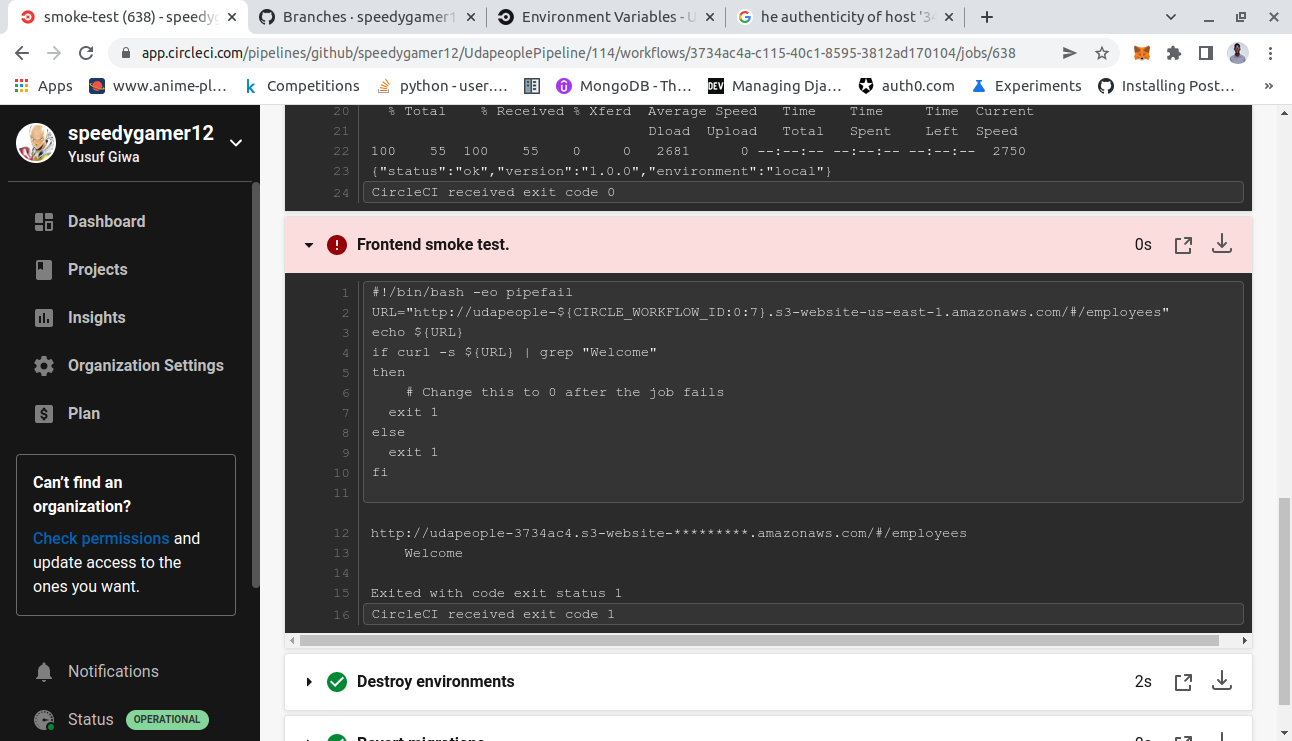 smoke-test (638) - speedyg
Branches · speedygamer1
Environment Variables - U
he authenticity of host '34
app.circleci.com/pipelines/github/speedygamer12/UdapeoplePipeline/114/workflows/3734ac4a-c115-40c1-8595-3812ad170104/jobs/638
Apps
www.anime-pl...
Competitions
python - user....
MongoDB - Th...
DEV
Managing Dja...
auth0.com
Experiments
Installing Post...
»
speedygamer12
Yusuf Giwa
Dashboard
Projects
Insights
Organization Settings
Plan
Can't find an
organization?
Check permissions and
update access to the
ones you want.
Notifications
Status OPERATIONAL
20 % Total % Received % Xferd Average Speed Time Time Time Current
21 Dload Upload Total Spent Left Speed
22 100 55 100 55 0 0 2681 0 --:--:-- --:--:-- --:--:-- 2750
23 {"status":"ok","version":"1.0.0","environment":"local"}
24 CircleCI received exit code 0
Frontend smoke test. 0s
1 #!/bin/bash -eo pipefail
2 URL="http://udapeople-${CIRCLE_WORKFLOW_ID:0:7}.s3-website-us-east-1.amazonaws.com/#/employees"
3 echo ${URL}
4 if curl -s ${URL} | grep "Welcome"
5 then
6 # Change this to 0 after the job fails
7 exit 1
8 else
9 exit 1
10 fi
11
12 http://udapeople-3734ac4.s3-website-*********.amazonaws.com/#/employees
13 Welcome
14
15 Exited with code exit status 1
16 CircleCI received exit code 1
Destroy environments 2s
Revert migrations 0s